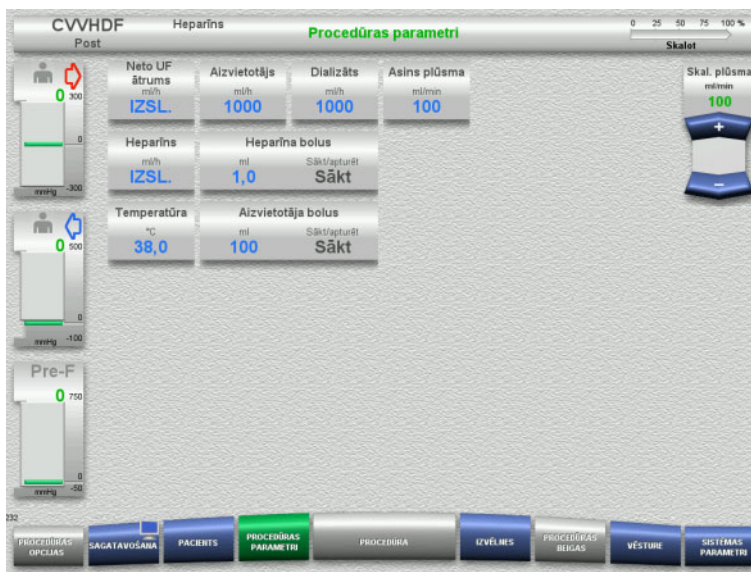 CVVHDF
Post
Heparīns
Procedūras parametri
0 25 50 75 100 %
Skalot
0
300
0
-300
mmHg
Neto UF
ātrums
ml/h
IZSL.
Aizvietotājs
ml/h
1000
Dializāts
ml/h
1000
Asins plūsma
ml/min
100
Skal. plūsma
ml/min
100
+
−
Heparīns
ml/h
IZSL.
Heparīna bolus
ml Sākt/apturēt
1,0 Sākt
Temperatūra
°C
38,0
Aizvietotāja bolus
ml Sākt/apturēt
100 Sākt
0
500
0
-100
mmHg
Pre-F
0
750
0
-50
mmHg
232
PROCEDŪRAS
OPCIJAS
SAGATAVOŠANA
PACIENTS
PROCEDŪRAS
PARAMETRI
PROCEDŪRA
IZVĒLNES
PROCEDŪRAS
BEIGAS
VĒSTURE
SISTĒMAS
PARAMETRI